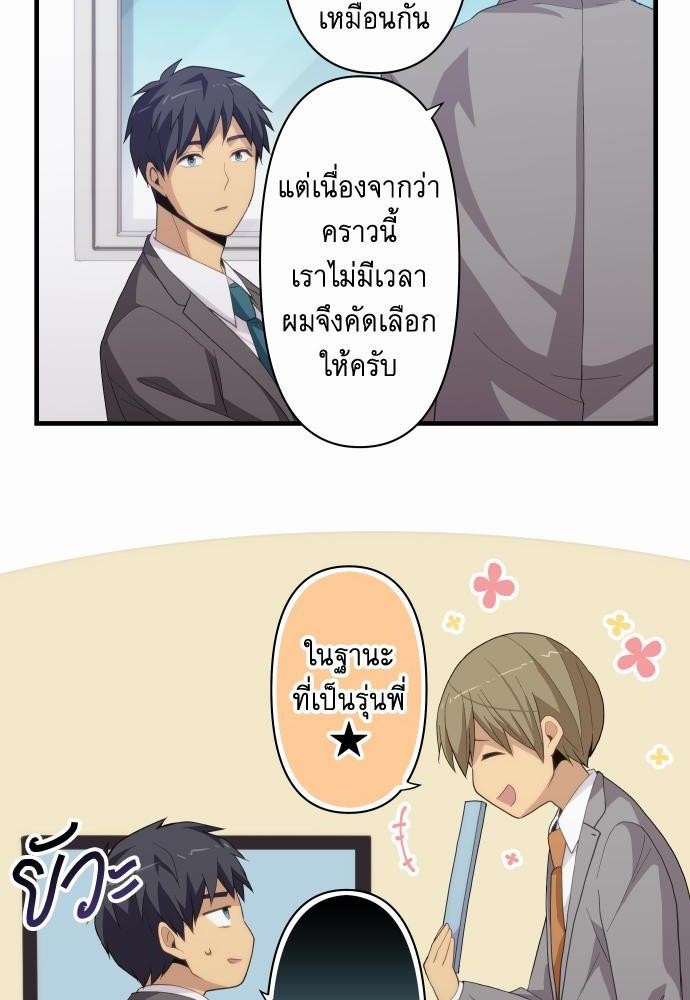 เหมือนกัน
แต่เนื่องจากว่า
คราวนี้
เราไม่มีเวลา
ผมจึงคัดเลือก
ให้ครับ
ในฐานะ
ที่เป็นรุ่นพี่
★
ยัวะ